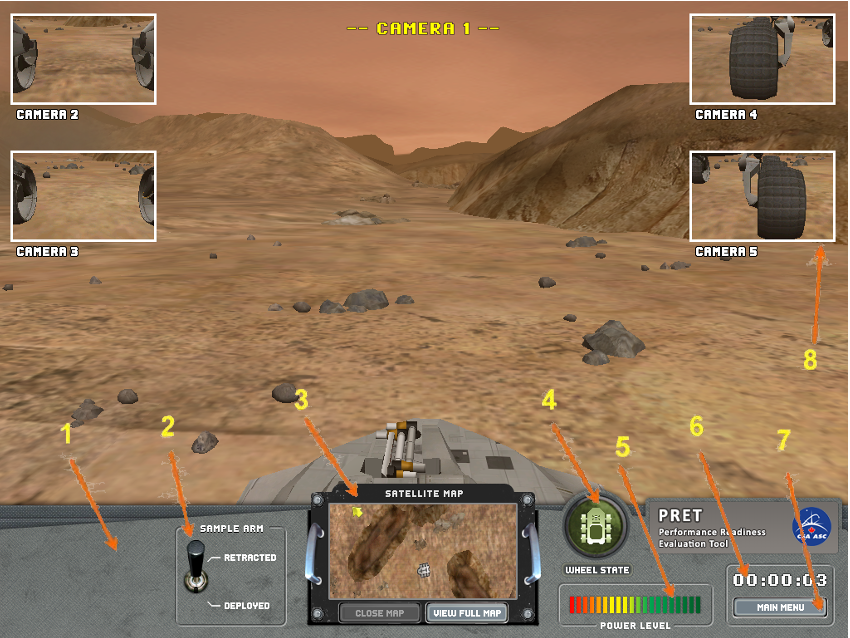 -- CAMERA 1 --
CAMERA 2
CAMERA 4
CAMERA 3
CAMERA 5
8
1
2
3
4
5
6
7
SATELLITE MAP
SAMPLE ARM
RETRACTED
DEPLOYED
CLOSE MAP
VIEW FULL MAP
WHEEL STATE
POWER LEVEL
PRET
Performance Readiness
Evaluation Tool
CSA ASC
00:00:03
MAIN MENU